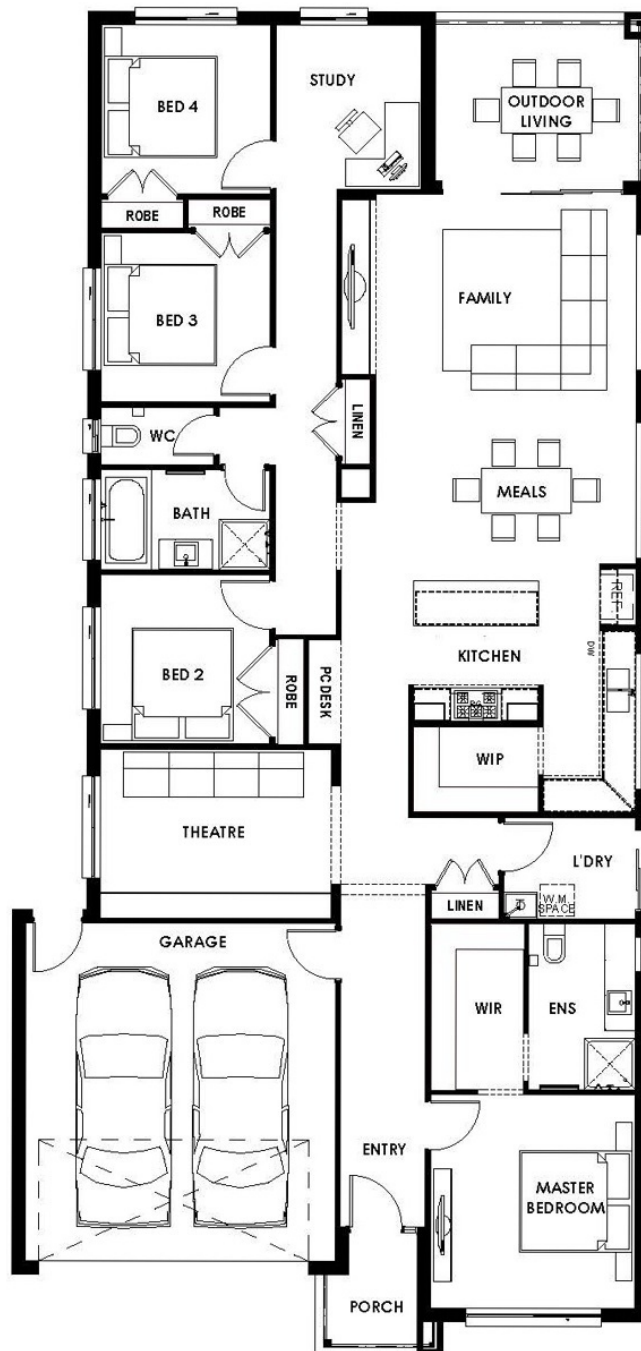 STUDY
BED 4
OUTDOOR
LIVING
ROBE
ROBE
FAMILY
BED 3
LINEN
WC
MEALS
BATH
REF.
KITCHEN
DW
BED 2
ROBE
PC DESK
WIP
THEATRE
L'DRY
LINEN
W.M.
SPACE
GARAGE
WIR
ENS
ENTRY
MASTER
BEDROOM
PORCH